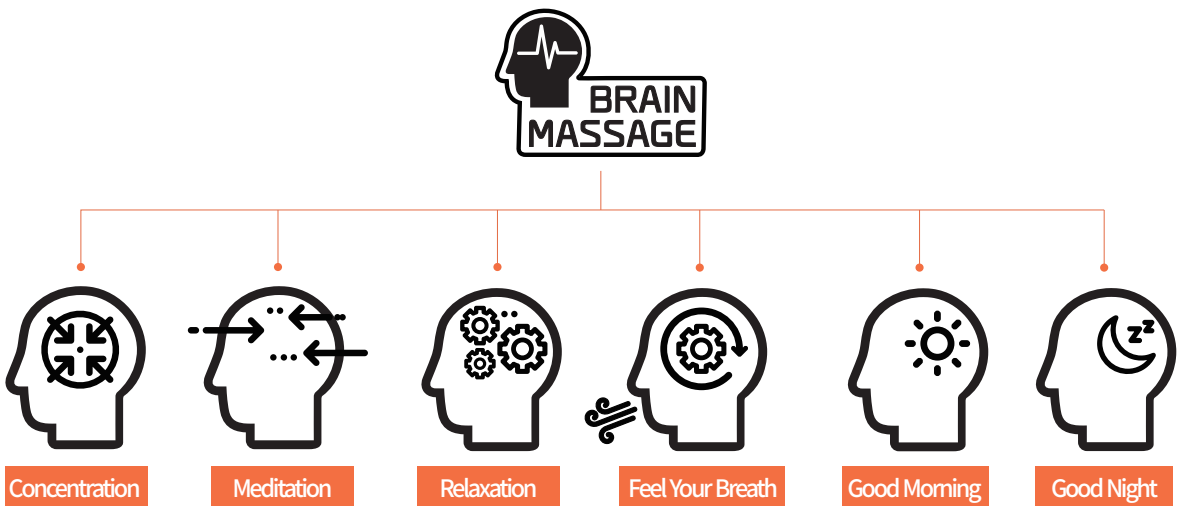 BRAIN
MASSAGE
z z
Concentration
Meditation
Relaxation
Feel Your Breath
Good Morning
Good Night